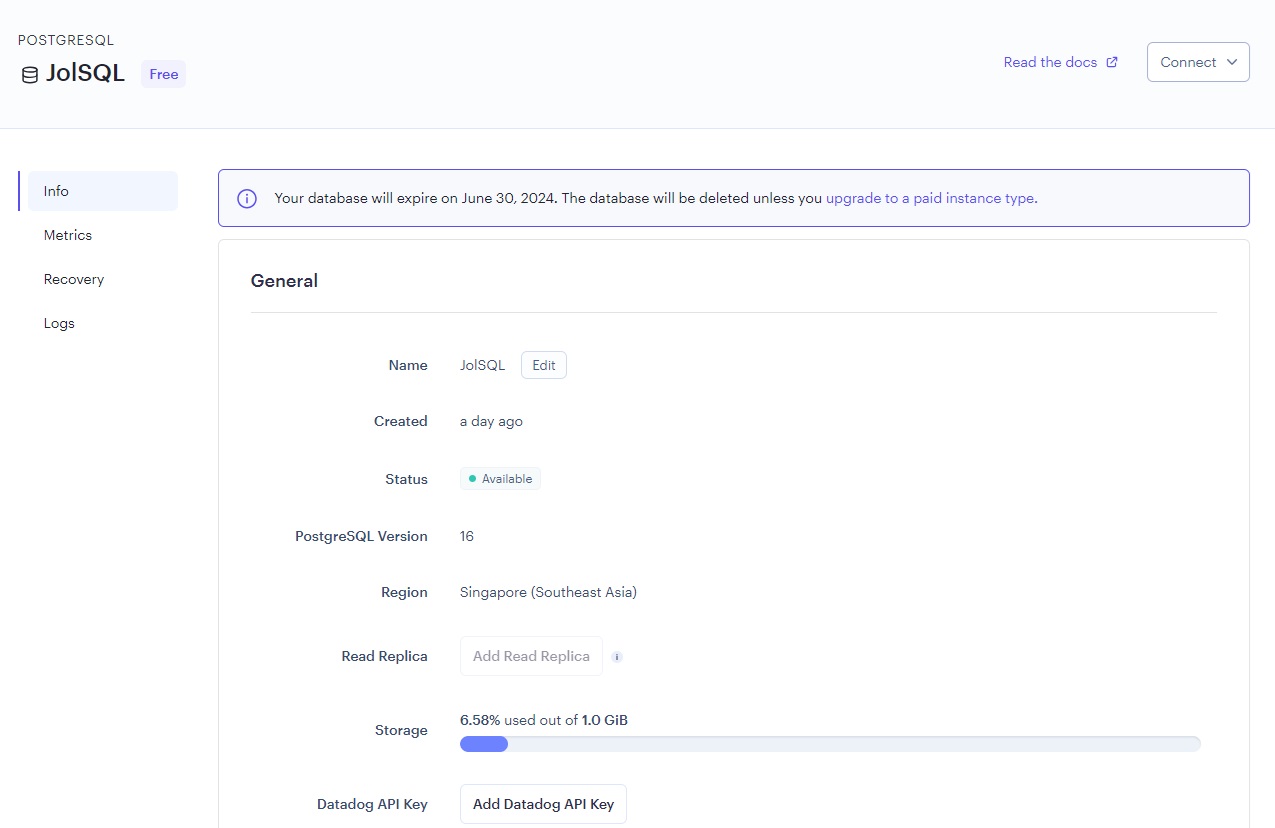 POSTGRESQL
JolSQL Free
Read the docs
Connect
Info
Metrics
Recovery
Logs
Your database will expire on June 30, 2024. The database will be deleted unless you upgrade to a paid instance type.
General
Name JolSQL Edit
Created a day ago
Status Available
PostgreSQL Version 16
Region Singapore (Southeast Asia)
Read Replica Add Read Replica i
Storage 6.58% used out of 1.0 GiB
Datadog API Key Add Datadog API Key